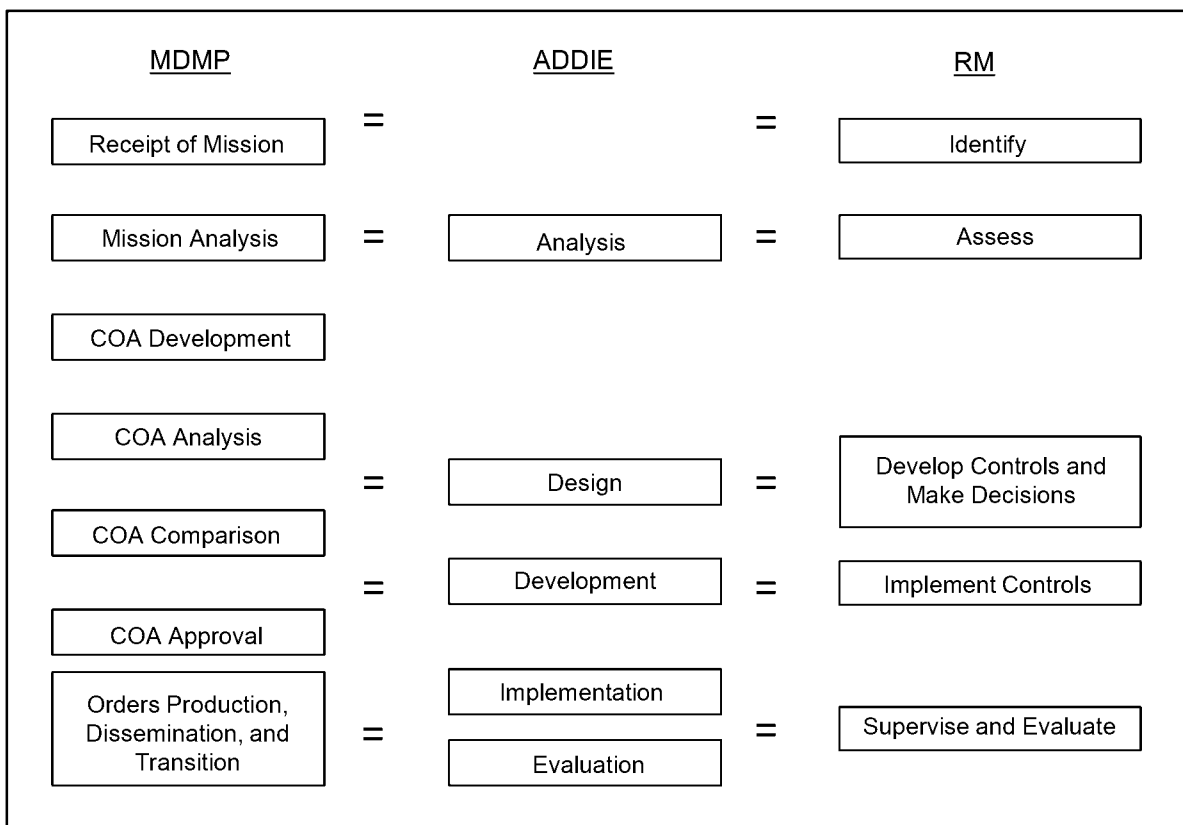 MDMP
ADDIE
RM
Receipt of Mission
=
=
Identify
Mission Analysis
=
Analysis
=
Assess
COA Development
COA Analysis
=
Design
=
Develop Controls and
Make Decisions
COA Comparison
=
Development
=
Implement Controls
COA Approval
Orders Production,
Dissemination, and
Transition
=
Implementation
Evaluation
=
Supervise and Evaluate